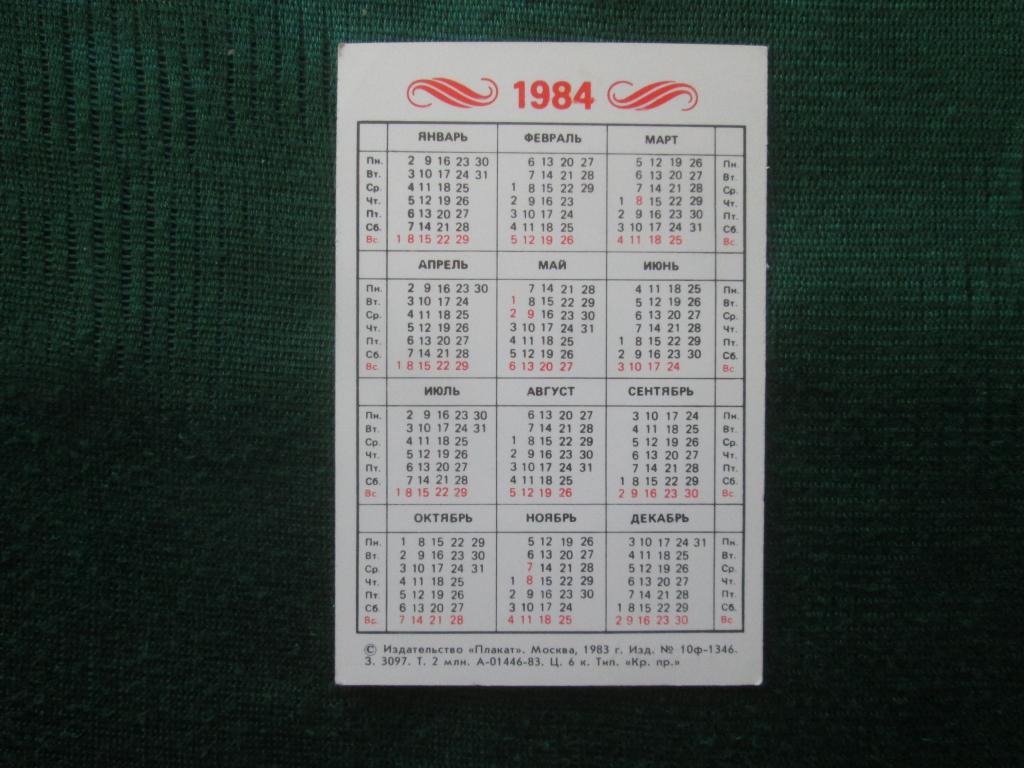 1984
ЯНВАРЬ ФЕВРАЛЬ МАРТ
Пн. 2 9 16 23 30 6 13 20 27 5 12 19 26 Пн.
Вт. 3 10 17 24 31 7 14 21 28 6 13 20 27 Вт.
Ср. 4 11 18 25 1 8 15 22 29 7 14 21 28 Ср.
Чт. 5 12 19 26 2 9 16 23 1 8 15 22 29 Чт.
Пт. 6 13 20 27 3 10 17 24 2 9 16 23 30 Пт.
Сб. 7 14 21 28 4 11 18 25 3 10 17 24 31 Сб.
Вс. 1 8 15 22 29 5 12 19 26 4 11 18 25 Вс.
АПРЕЛЬ МАЙ ИЮНЬ
Пн. 2 9 16 23 30 7 14 21 28 4 11 18 25 Пн.
Вт. 3 10 17 24 1 8 15 22 29 5 12 19 26 Вт.
Ср. 4 11 18 25 2 9 16 23 30 6 13 20 27 Ср.
Чт. 5 12 19 26 3 10 17 24 31 7 14 21 28 Чт.
Пт. 6 13 20 27 4 11 18 25 1 8 15 22 29 Пт.
Сб. 7 14 21 28 5 12 19 26 2 9 16 23 30 Сб.
Вс. 1 8 15 22 29 6 13 20 27 3 10 17 24 Вс.
ИЮЛЬ АВГУСТ СЕНТЯБРЬ
Пн. 2 9 16 23 30 6 13 20 27 3 10 17 24 Пн.
Вт. 3 10 17 24 31 7 14 21 28 4 11 18 25 Вт.
Ср. 4 11 18 25 1 8 15 22 29 5 12 19 26 Ср.
Чт. 5 12 19 26 2 9 16 23 30 6 13 20 27 Чт.
Пт. 6 13 20 27 3 10 17 24 31 7 14 21 28 Пт.
Сб. 7 14 21 28 4 11 18 25 1 8 15 22 29 Сб.
Вс. 1 8 15 22 29 5 12 19 26 2 9 16 23 30 Вс.
ОКТЯБРЬ НОЯБРЬ ДЕКАБРЬ
Пн. 1 8 15 22 29 5 12 19 26 3 10 17 24 31 Пн.
Вт. 2 9 16 23 30 6 13 20 27 4 11 18 25 Вт.
Ср. 3 10 17 24 31 7 14 21 28 5 12 19 26 Ср.
Чт. 4 11 18 25 1 8 15 22 29 6 13 20 27 Чт.
Пт. 5 12 19 26 2 9 16 23 30 7 14 21 28 Пт.
Сб. 6 13 20 27 3 10 17 24 1 8 15 22 29 Сб.
Вс. 7 14 21 28 4 11 18 25 2 9 16 23 30 Вс.
© Издательство «Плакат». Москва, 1983 г. Изд. № 10ф-1346.
З. 3097. Т. 2 млн. А-01446-83. Ц. 6 к. Тип. «Кр. пр.»